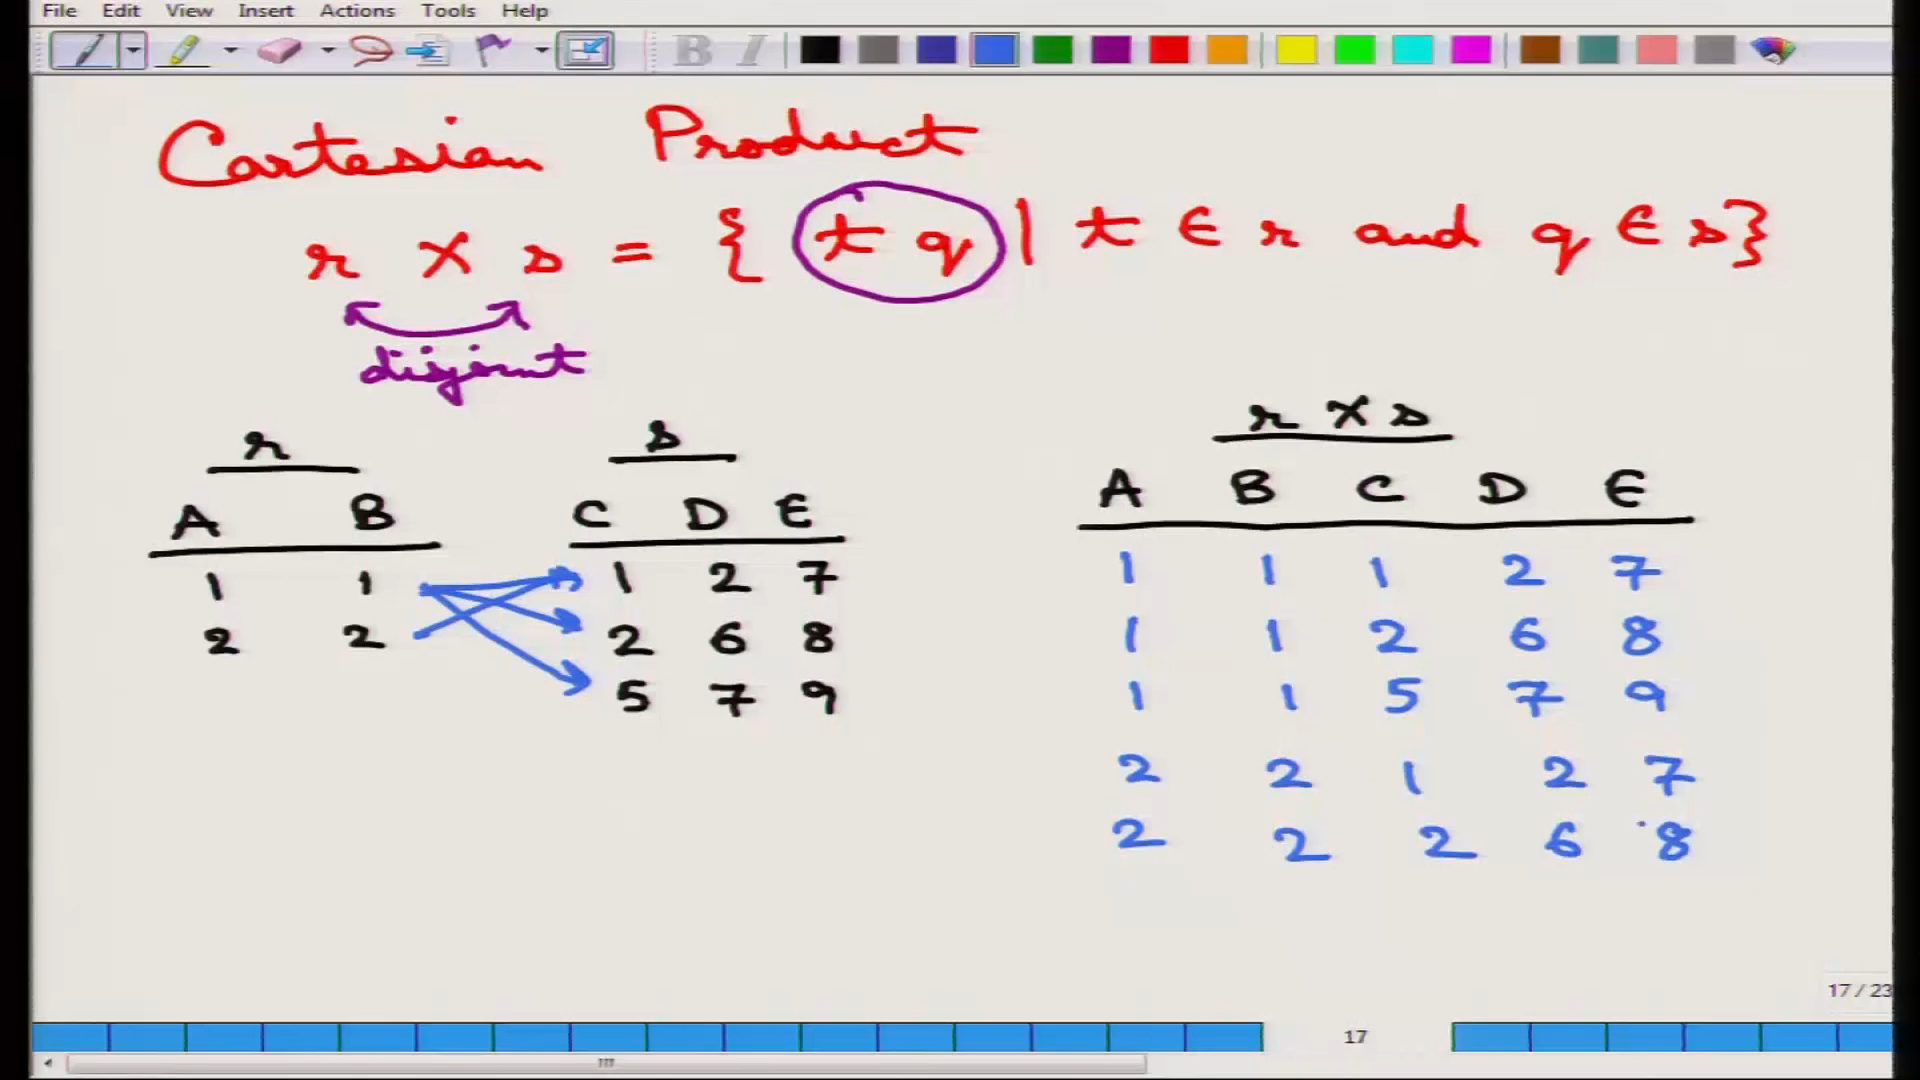 File Edit View Insert Actions Tools Help
B I
Cartesian Product
r X s = { t q | t ∈ r and q ∈ s}
disjoint
r
A B
1 1
2 2
s
C D E
1 2 7
2 6 8
5 7 9
r X s
A B C D E
1 1 1 2 7
1 1 2 6 8
1 1 5 7 9
2 2 1 2 7
2 2 2 6 8
17 / 23
17